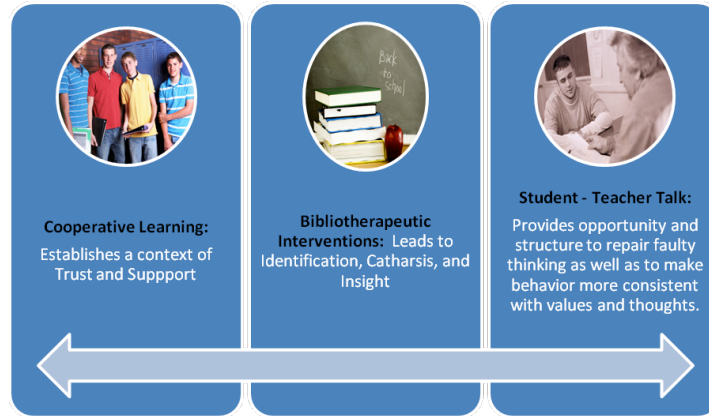 Back
to
school
Cooperative Learning:
Establishes a context of
Trust and Suppport
Bibliotherapeutic
Interventions: Leads to
Identification, Catharsis, and
Insight
Student - Teacher Talk:
Provides opportunity and
structure to repair faulty
thinking as well as to make
behavior more consistent
with values and thoughts.